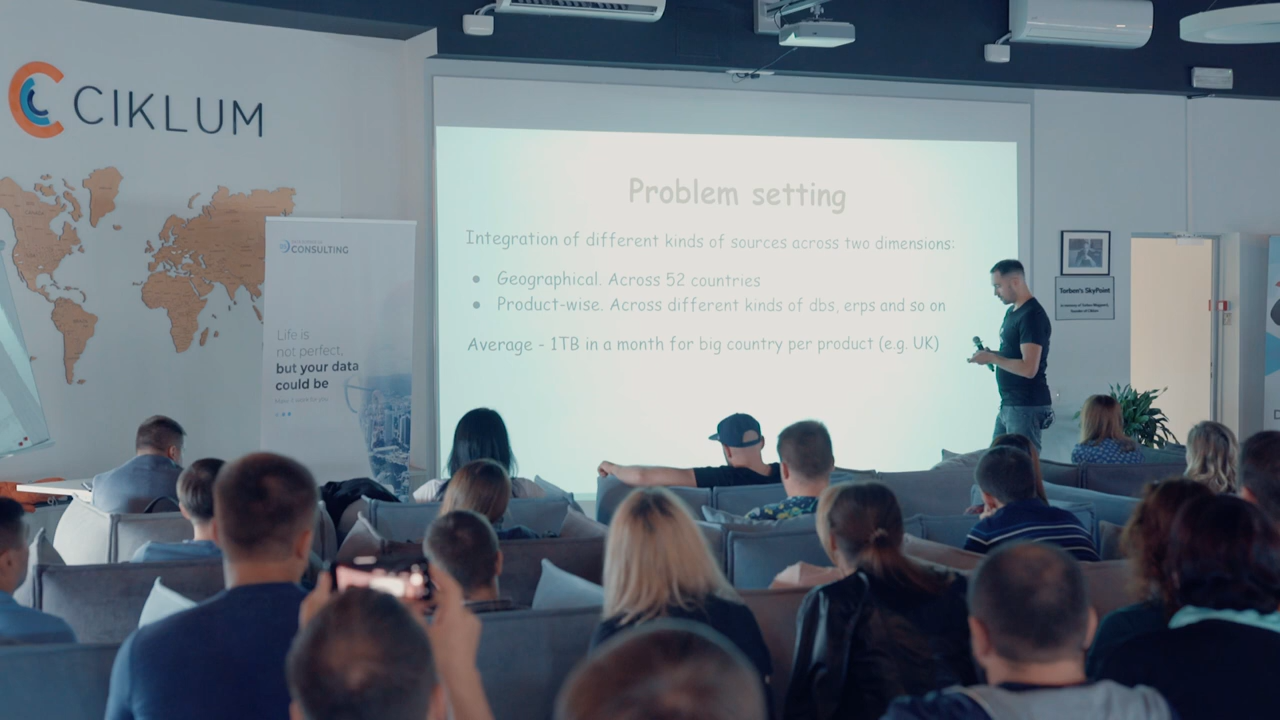 CIKLUM
CONSULTING
Life is
not perfect,
but your data
could be
Problem setting
Integration of different kinds of sources across two dimensions:
● Geographical. Across 52 countries
● Product-wise. Across different kinds of dbs, erps and so on
Average - 1TB in a month for big country per product (e.g. UK)
Torben's SkyPoint